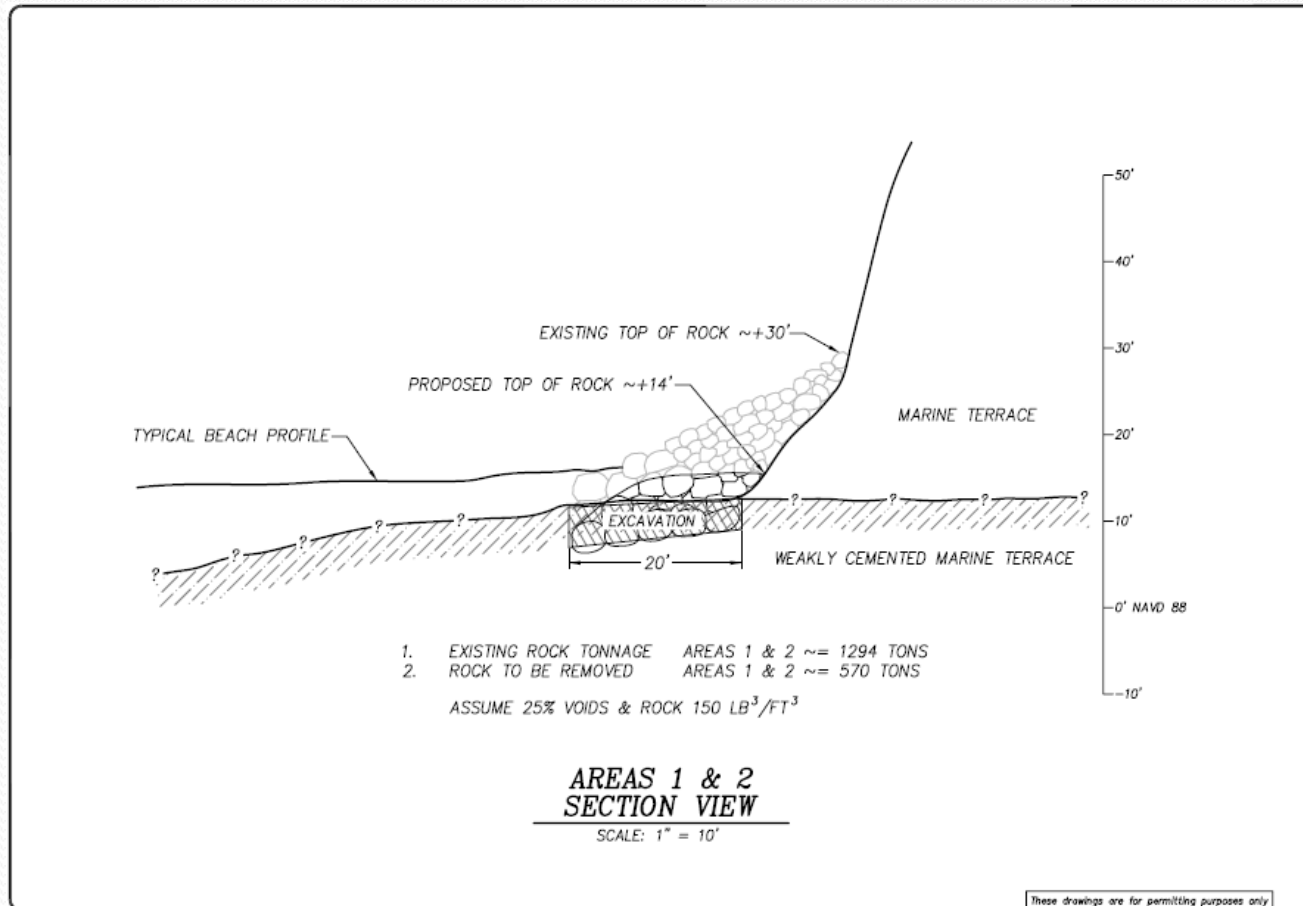 50'
40'
EXISTING TOP OF ROCK ~+30'
30'
PROPOSED TOP OF ROCK ~+14'
MARINE TERRACE
TYPICAL BEACH PROFILE
20'
? ? ? ? ? ? ? ? ?
EXCAVATION
10'
20'
WEAKLY CEMENTED MARINE TERRACE
0' NAVD 88
1. EXISTING ROCK TONNAGE AREAS 1 & 2 ~= 1294 TONS
2. ROCK TO BE REMOVED AREAS 1 & 2 ~= 570 TONS
-10'
ASSUME 25% VOIDS & ROCK 150 LB³/FT³
AREAS 1 & 2
SECTION VIEW
SCALE: 1" = 10'
These drawings are for permitting purposes only